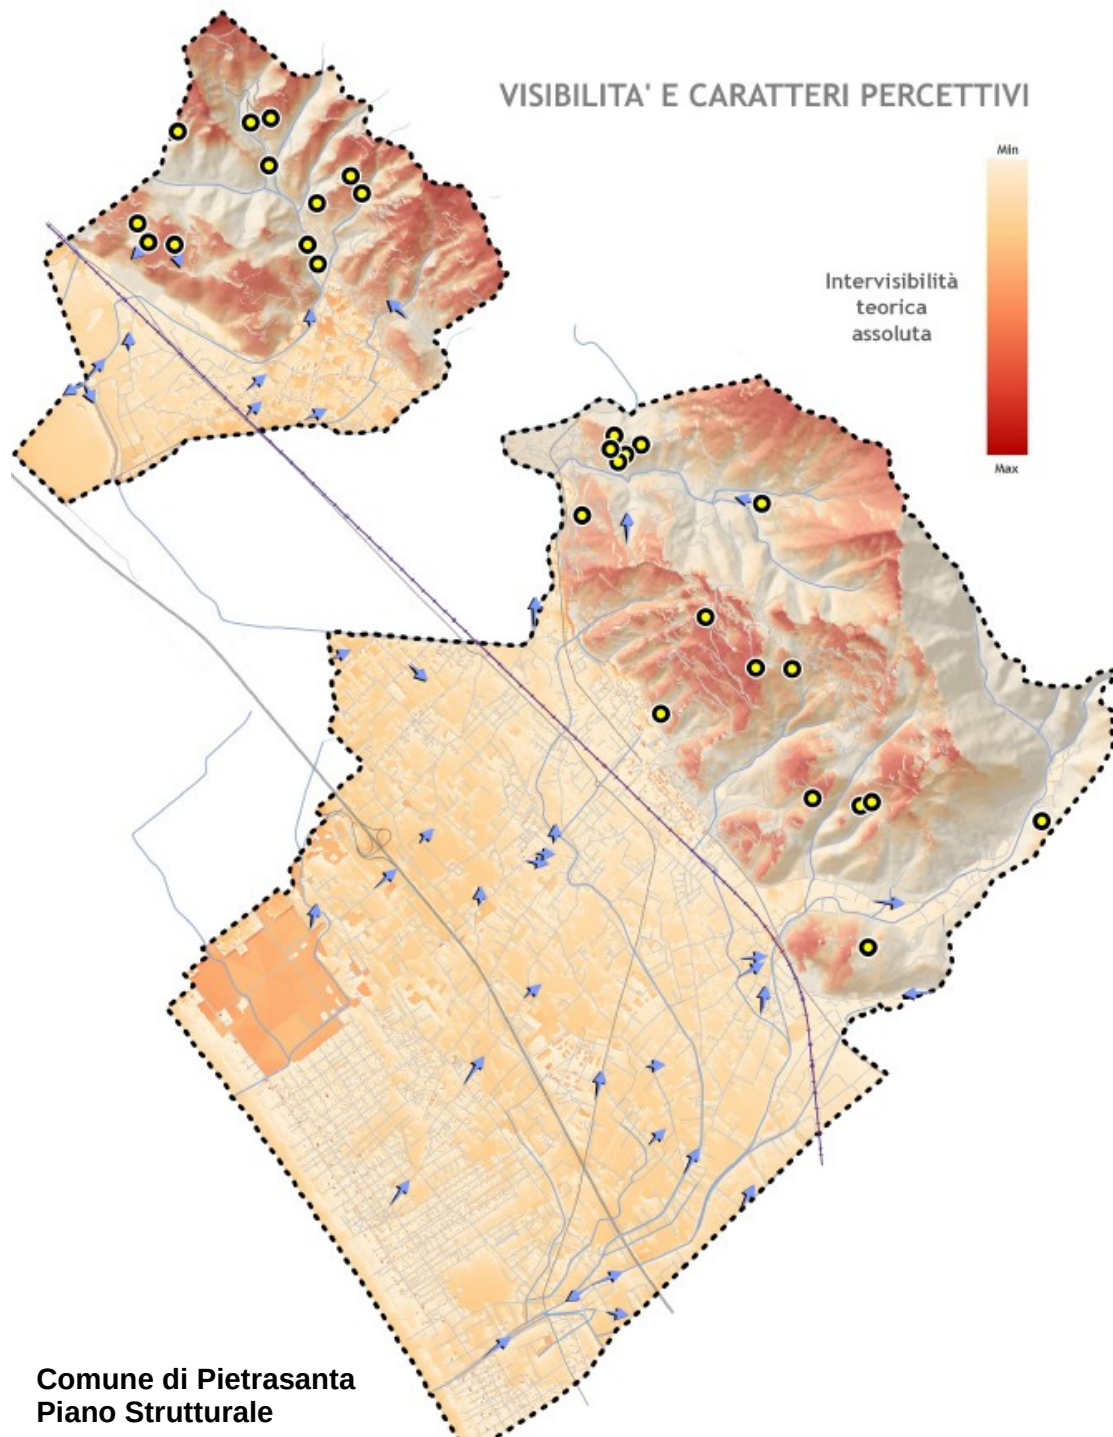 VISIBILITA' E CARATTERI PERCETTIVI
Min
Intervisibilità
teorica
assoluta
Max
Comune di Pietrasanta
Piano Strutturale